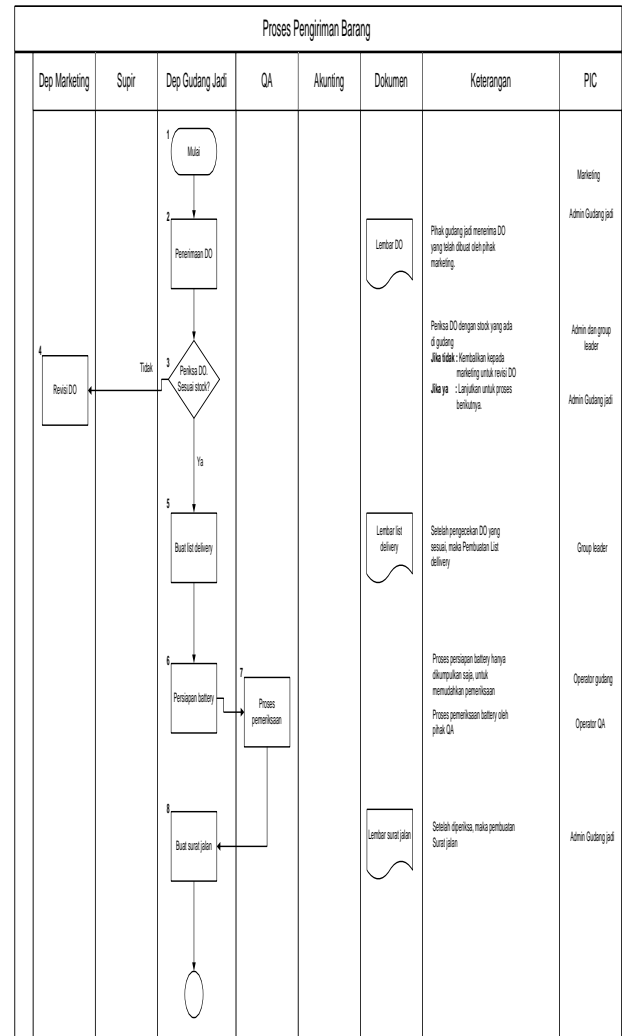 Proses Pengiriman Barang
Dep Marketing
Supir
Dep Gudang Jadi
QA
Akunting
Dokumen
Keterangan
PIC
1
Mulai
Marketing
2
Penerimaan DO
Lembar DO
Pihak gudang jadi menerima DO
yang telah dibuat oleh pihak
marketing.
Admin Gudang jadi
4
Revisi DO
Tidak
3
Periksa DO.
Sesuai stock?
Periksa DO dengan stock yang ada
di gudang
Jika tidak : Kembalikan kepada
marketing untuk revisi DO
Jika ya : Lanjutkan untuk proses
berikutnya.
Admin dan group
leader
Admin Gudang jadi
Ya
5
Buat list delivery
Lembar list
delivery
Setelah pengecekan DO yang
sesuai, maka Pembuatan List
dellivery
Group leader
6
Persiapan battery
7
Proses
pemeriksaan
Proses persiapan battery hanya
dikumpulkan saja, untuk
memudahkan pemeriksaan
Operator gudang
Proses pemeriksaan battery oleh
pihak QA
Operator QA
8
Buat surat jalan
Lembar surat jalan
Setelah diperiksa, maka pembuatan
Surat jalan
Admin Gudang jadi